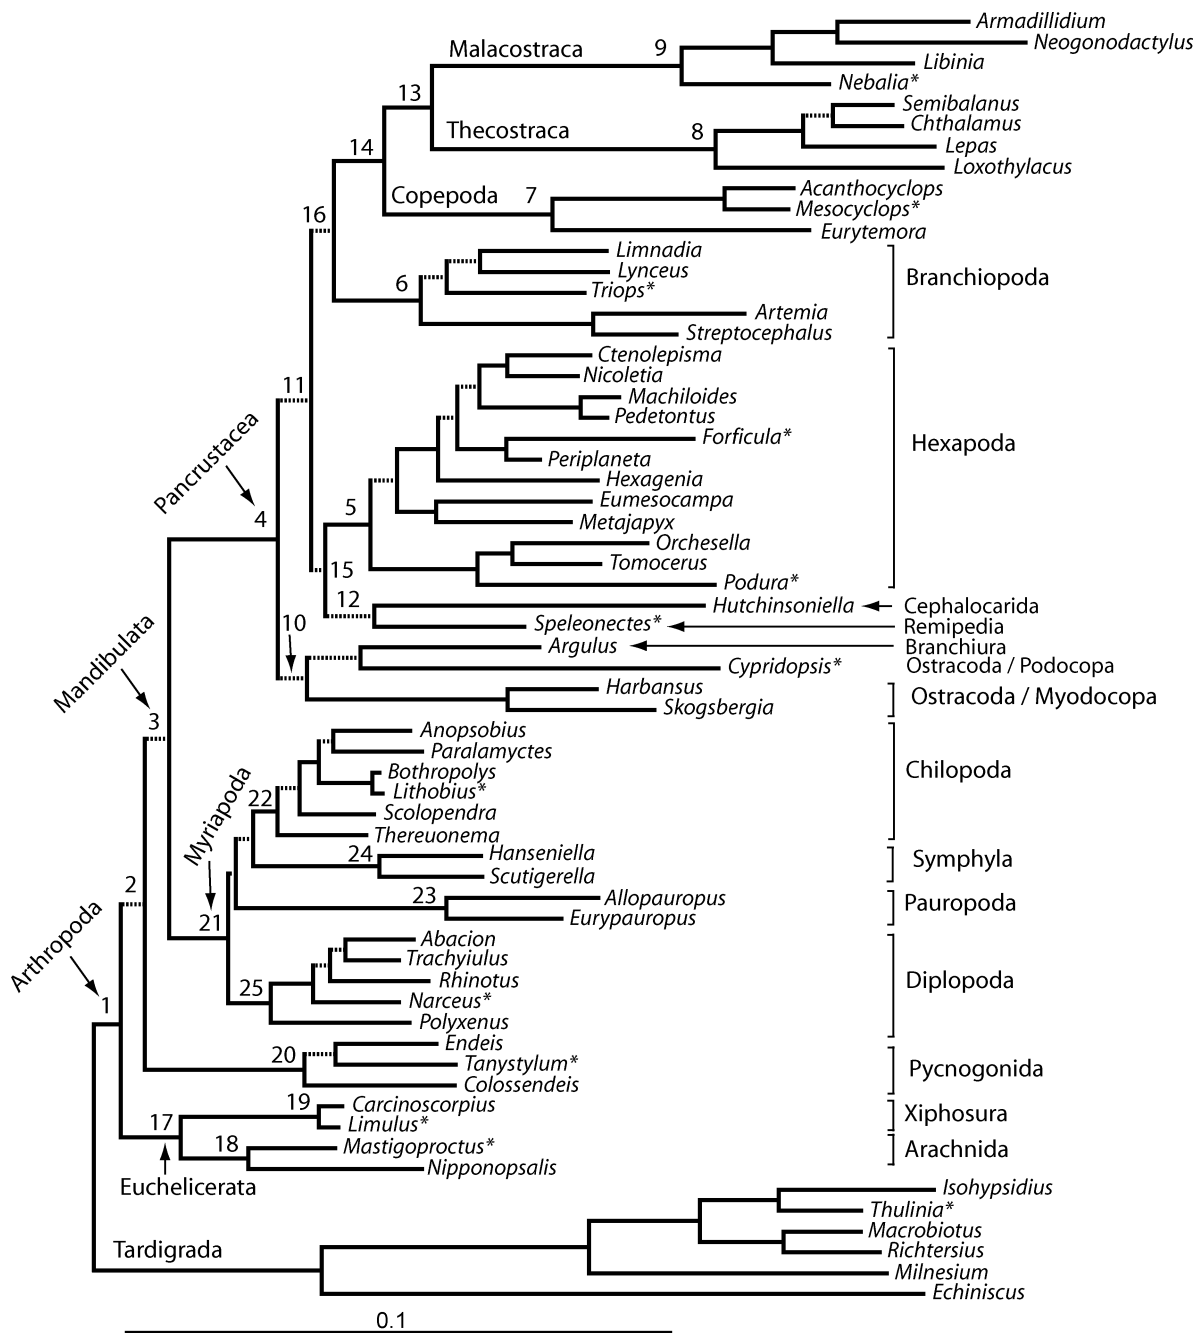 Armadillidium
Neogonodactylus
Malacostraca 9
Libinia
Nebalia*
13
Semibalanus
Chthalamus
Thecostraca 8
Lepas
14
Loxothylacus
Acanthocyclops
Copepoda 7
Mesocyclops*
16
Eurytemora
Limnadia
Lynceus
Branchiopoda
6
Triops*
Artemia
Streptocephalus
Ctenolepisma
Nicoletia
11
Machiloides
Pedetontus
Forficula*
Hexapoda
Pancrustacea
Periplaneta
Hexagenia
Eumesocampa
5
4
Metajapyx
Orchesella
Tomocerus
15
Podura*
12
Hutchinsoniella Cephalocarida
10
Speleonectes* Remipedia
Argulus Branchiura
Mandibulata
Cypridopsis* Ostracoda / Podocopa
Harbansus
Ostracoda / Myodocopa
Skogsbergia
3
Anopsobius
Paralamyctes
Bothropolys
Chilopoda
Lithobius*
22
Myriapoda
Scolopendra
Thereuonema
24
Hanseniella
Symphyla
Scutigerella
2
23
Allopauropus
Pauropoda
Eurypauropus
21
Arthropoda
Abacion
Trachyiulus
Rhinotus
Diplopoda
25
Narceus*
1
Polyxenus
Endeis
20
Tanystylum*
Pycnogonida
Colossendeis
19
Carcinoscorpius
Xiphosura
Limulus*
17
18
Mastigoproctus*
Arachnida
Nipponopsalis
Euchelicerata
Isohypsidius
Thulinia*
Macrobiotus
Tardigrada
Richtersius
Milnesium
Echiniscus
0.1